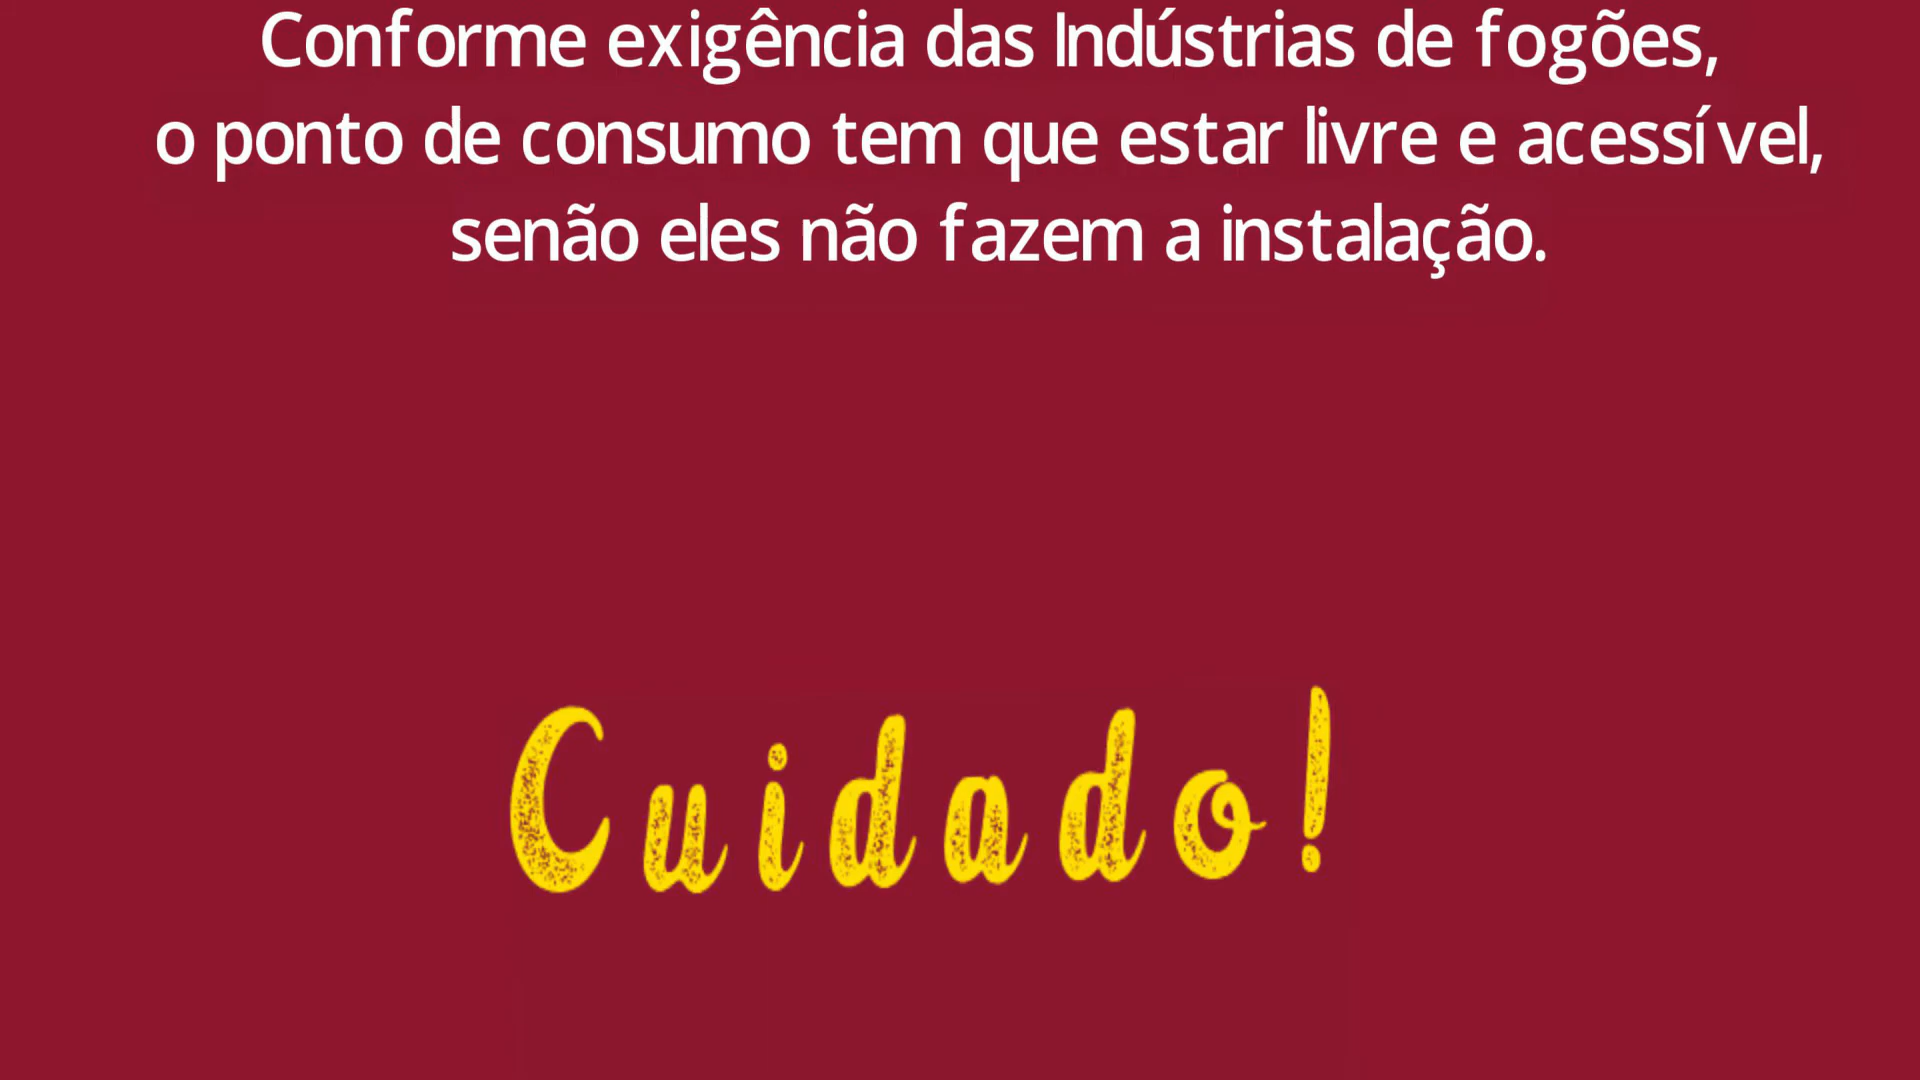 Conforme exigência das Indústrias de fogões,
o ponto de consumo tem que estar livre e acessível,
senão eles não fazem a instalação.
Cuidado!